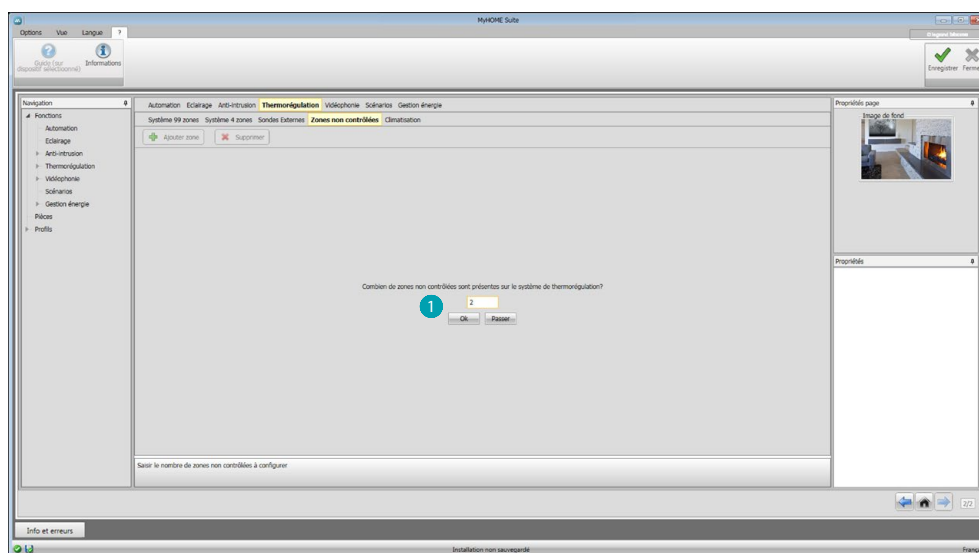 MyHOME Suite
Options Vue Langue ?
Guide (sur dispositif sélectionné)
Informations
Enregistrer Ferme
Navigation
Fonctions
Automation
Eclairage
Anti-intrusion
Thermorégulation
Vidéophonie
Scénarios
Gestion énergie
Pièces
Profils
Automation Eclairage Anti-intrusion Thermorégulation Vidéophonie Scénarios Gestion énergie
Système 99 zones Système 4 zones Sondes Externes Zones non contrôlées Climatisation
Ajouter zone Supprimer
Combien de zones non contrôlées sont présentes sur le système de thermorégulation?
1
2
Ok Passer
Saisir le nombre de zones non contrôlées à configurer
Propriétés page
Image de fond
Propriétés
2/2
Info et erreurs
Installation non sauvegardé
França